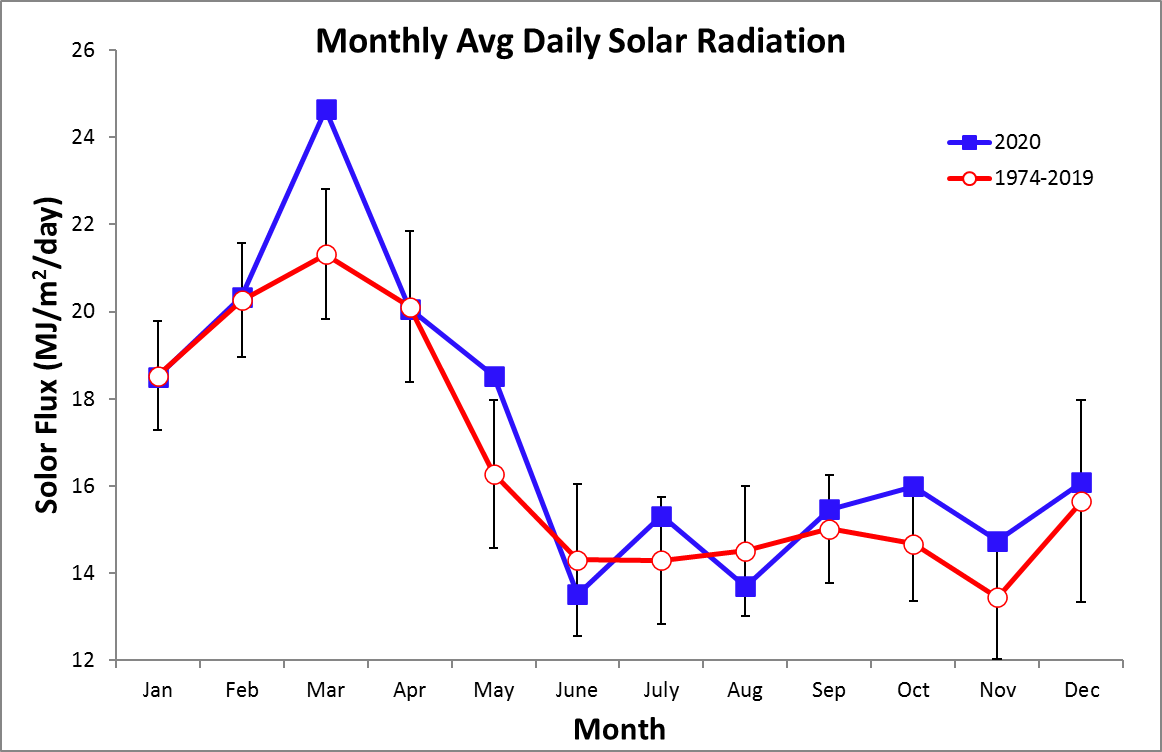 Monthly Avg Daily Solar Radiation
26
24
22
20
18
16
14
12
Solor Flux (MJ/m²/day)
2020
1974-2019
Jan Feb Mar Apr May June July Aug Sep Oct Nov Dec
Month